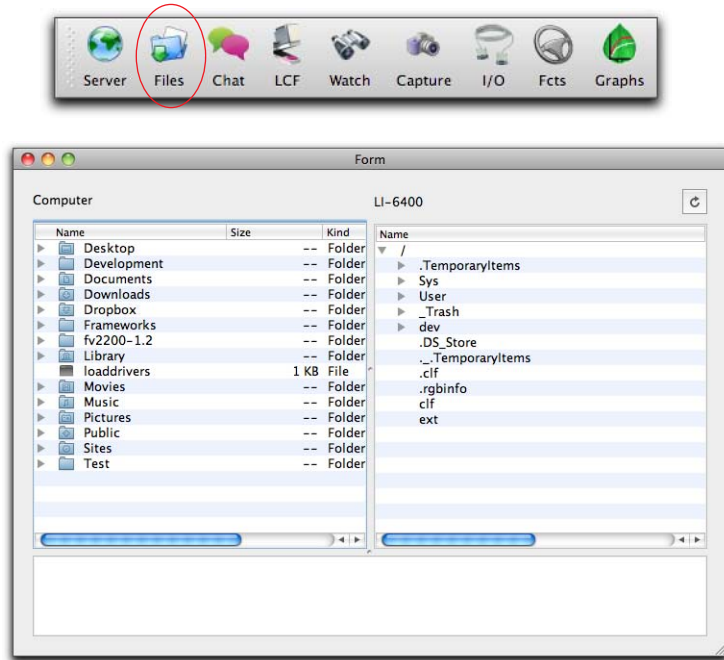 Server Files Chat LCF Watch Capture I/O Fcts Graphs
Form
Computer
LI-6400
Name Size Kind
Desktop -- Folder
Development -- Folder
Documents -- Folder
Downloads -- Folder
Dropbox -- Folder
Frameworks -- Folder
fv2200-1.2 -- Folder
Library -- Folder
loaddrivers 1 KB File
Movies -- Folder
Music -- Folder
Pictures -- Folder
Public -- Folder
Sites -- Folder
Test -- Folder
Name
/
.TemporaryItems
Sys
User
_Trash
dev
.DS_Store
._.TemporaryItems
.clf
.rgbinfo
clf
ext